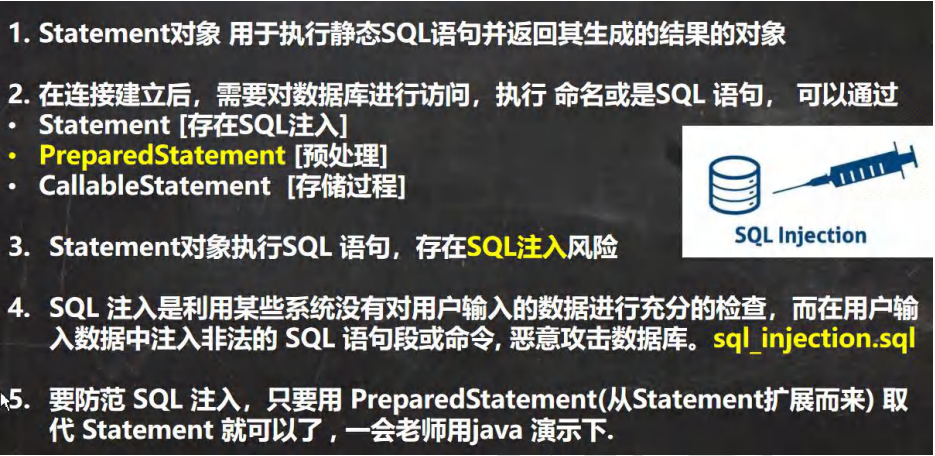 1. Statement对象 用于执行静态SQL语句并返回其生成的结果的对象
2. 在连接建立后，需要对数据库进行访问，执行 命名或是SQL 语句， 可以通过
• Statement [存在SQL注入]
• PreparedStatement [预处理]
• CallableStatement [存储过程]
SQL Injection
3. Statement对象执行SQL 语句，存在SQL注入风险
4. SQL 注入是利用某些系统没有对用户输入的数据进行充分的检查，而在用户输
入数据中注入非法的 SQL 语句段或命令, 恶意攻击数据库。sql_injection.sql
5. 要防范 SQL 注入，只要用 PreparedStatement(从Statement扩展而来) 取
代 Statement 就可以了 , 一会老师用java 演示下.